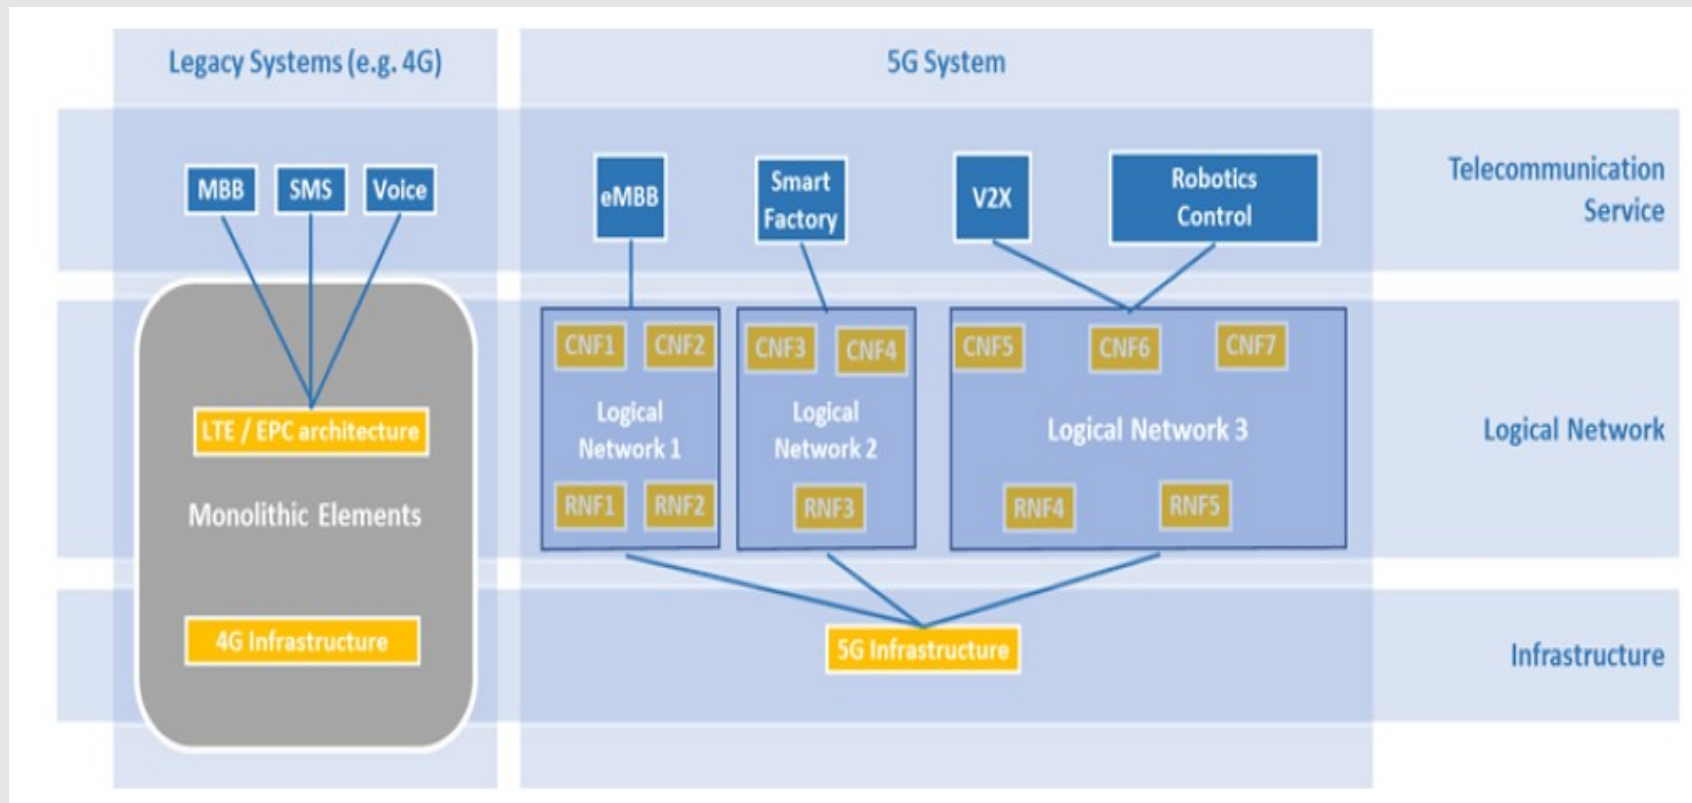 Legacy Systems (e.g. 4G)
5G System
MBB
SMS
Voice
eMBB
Smart
Factory
V2X
Robotics
Control
Telecommunication
Service
CNF1
CNF2
CNF3
CNF4
CNF5
CNF6
CNF7
LTE / EPC architecture
Logical
Network 1
Logical
Network 2
Logical Network 3
Logical Network
Monolithic Elements
RNF1
RNF2
RNF3
RNF4
RNF5
4G Infrastructure
5G Infrastructure
Infrastructure